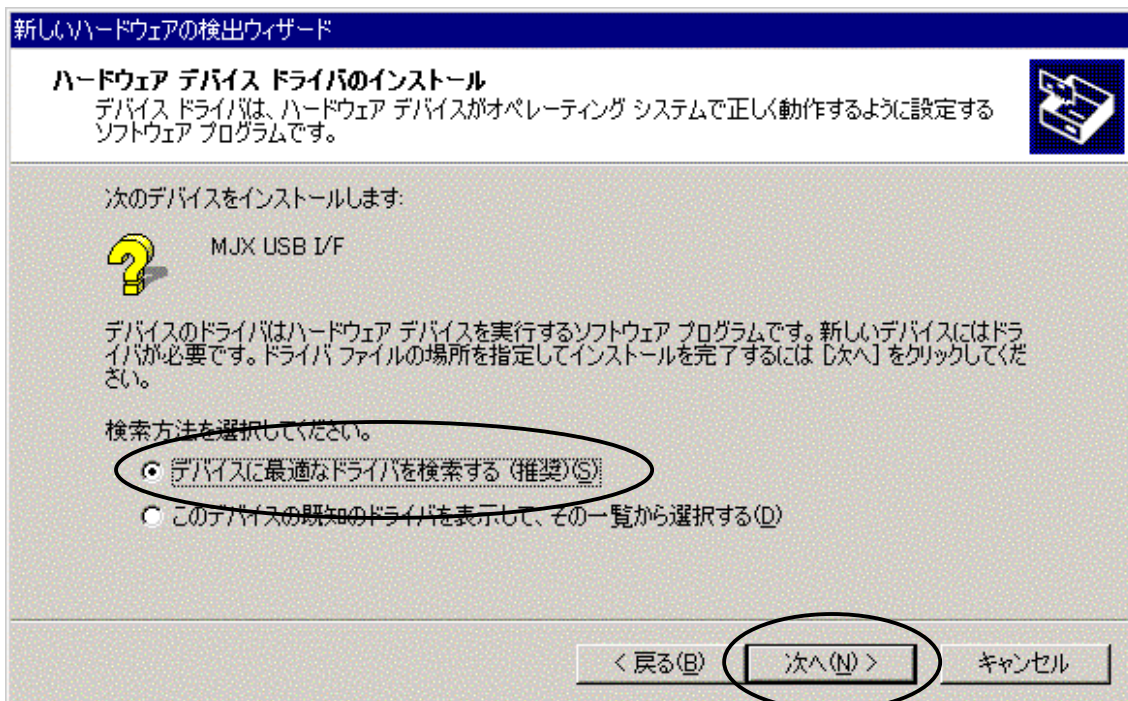 新しいハードウェアの検出ウィザード
ハードウェア デバイス ドライバのインストール
デバイス ドライバは、ハードウェア デバイスがオペレーティング システムで正しく動作するように設定する
ソフトウェア プログラムです。
次のデバイスをインストールします:
MJX USB I/F
デバイスのドライバはハードウェア デバイスを実行するソフトウェア プログラムです。新しいデバイスにはドラ
イバが必要です。ドライバ ファイルの場所を指定してインストールを完了するには [次へ] をクリックしてくだ
さい。
検索方法を選択してください。
デバイスに最適なドライバを検索する (推奨)(S)
このデバイスの既知のドライバを表示して、その一覧から選択する(D)
< 戻る(B) 次へ(N) > キャンセル